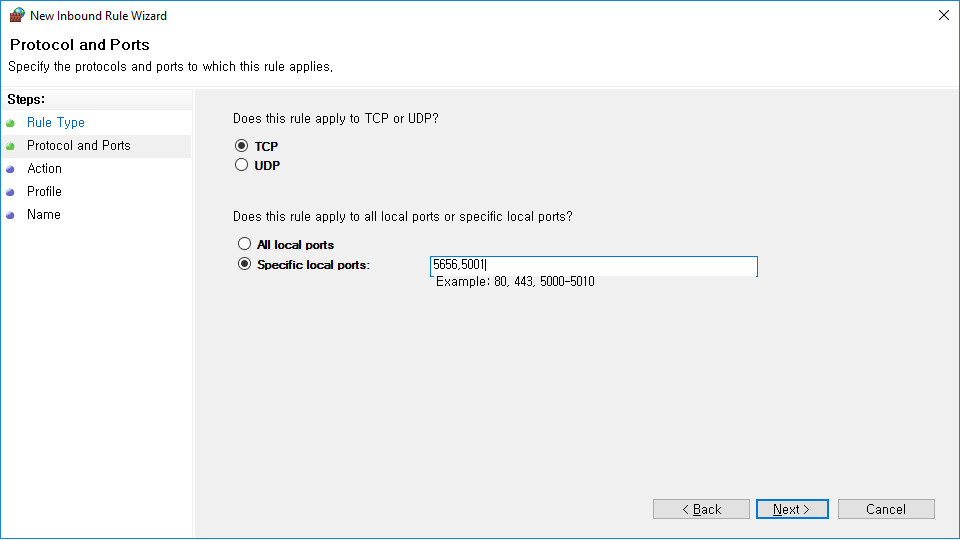 New Inbound Rule Wizard
Protocol and Ports
Specify the protocols and ports to which this rule applies.
Steps:
Rule Type
Protocol and Ports
Action
Profile
Name
Does this rule apply to TCP or UDP?
TCP
UDP
Does this rule apply to all local ports or specific local ports?
All local ports
Specific local ports:
5656,5001
Example: 80, 443, 5000-5010
< Back
Next >
Cancel